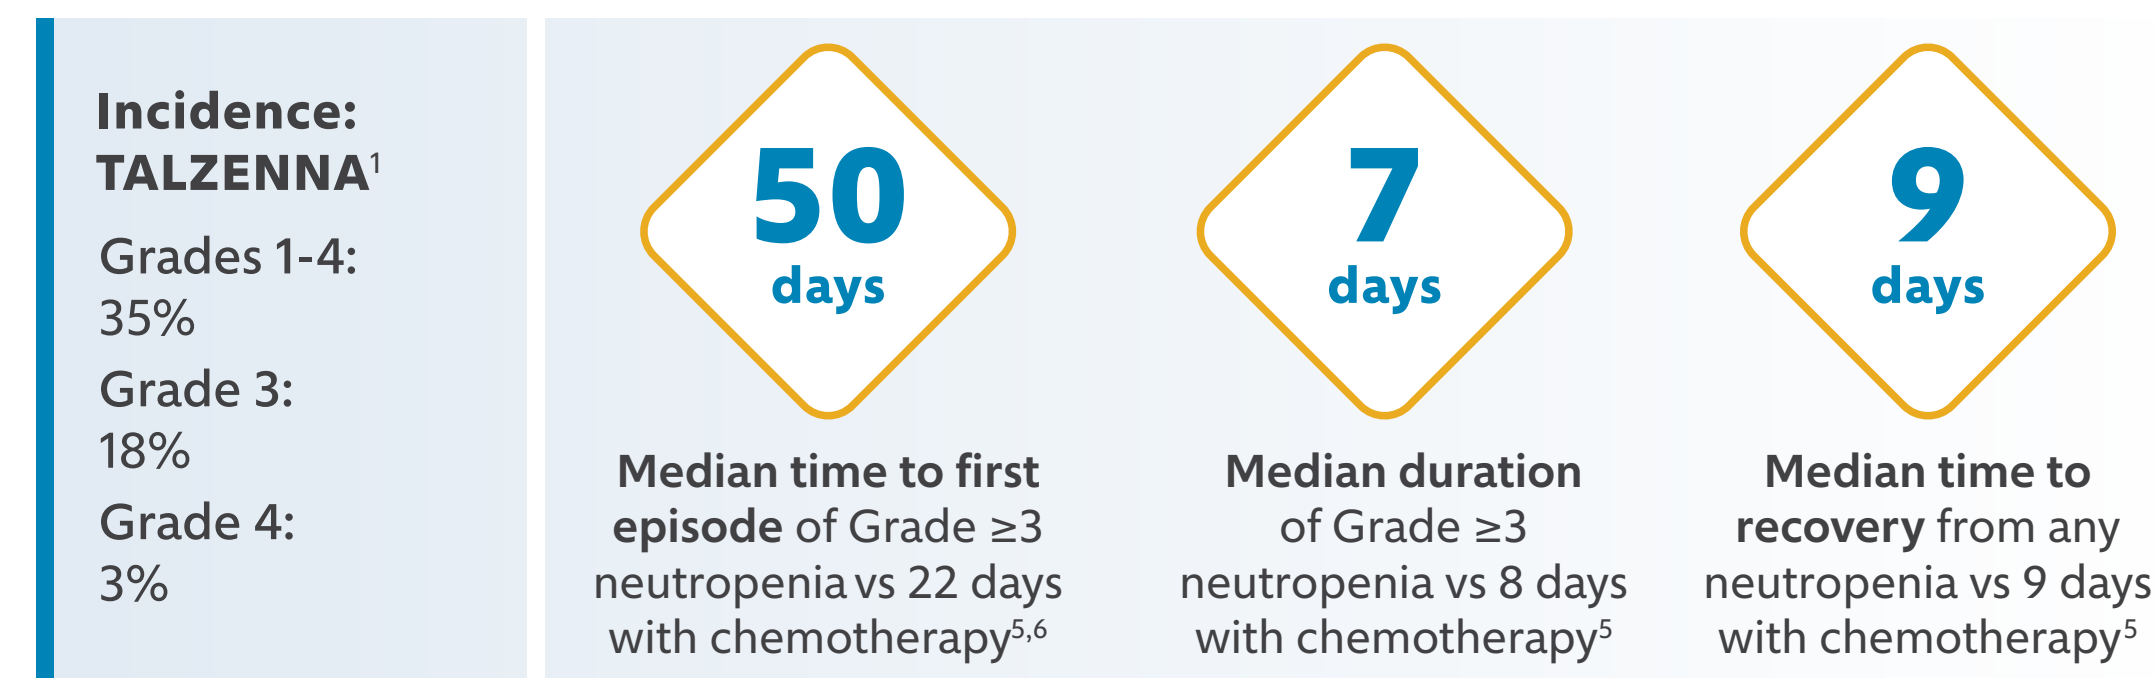 Incidence:
TALZENNA¹
Grades 1-4:
35%
Grade 3:
18%
Grade 4:
3%
50
days
Median time to first
episode of Grade ≥3
neutropenia vs 22 days
with chemotherapy⁵,⁶
7
days
Median duration
of Grade ≥3
neutropenia vs 8 days
with chemotherapy⁵
9
days
Median time to
recovery from any
neutropenia vs 9 days
with chemotherapy⁵